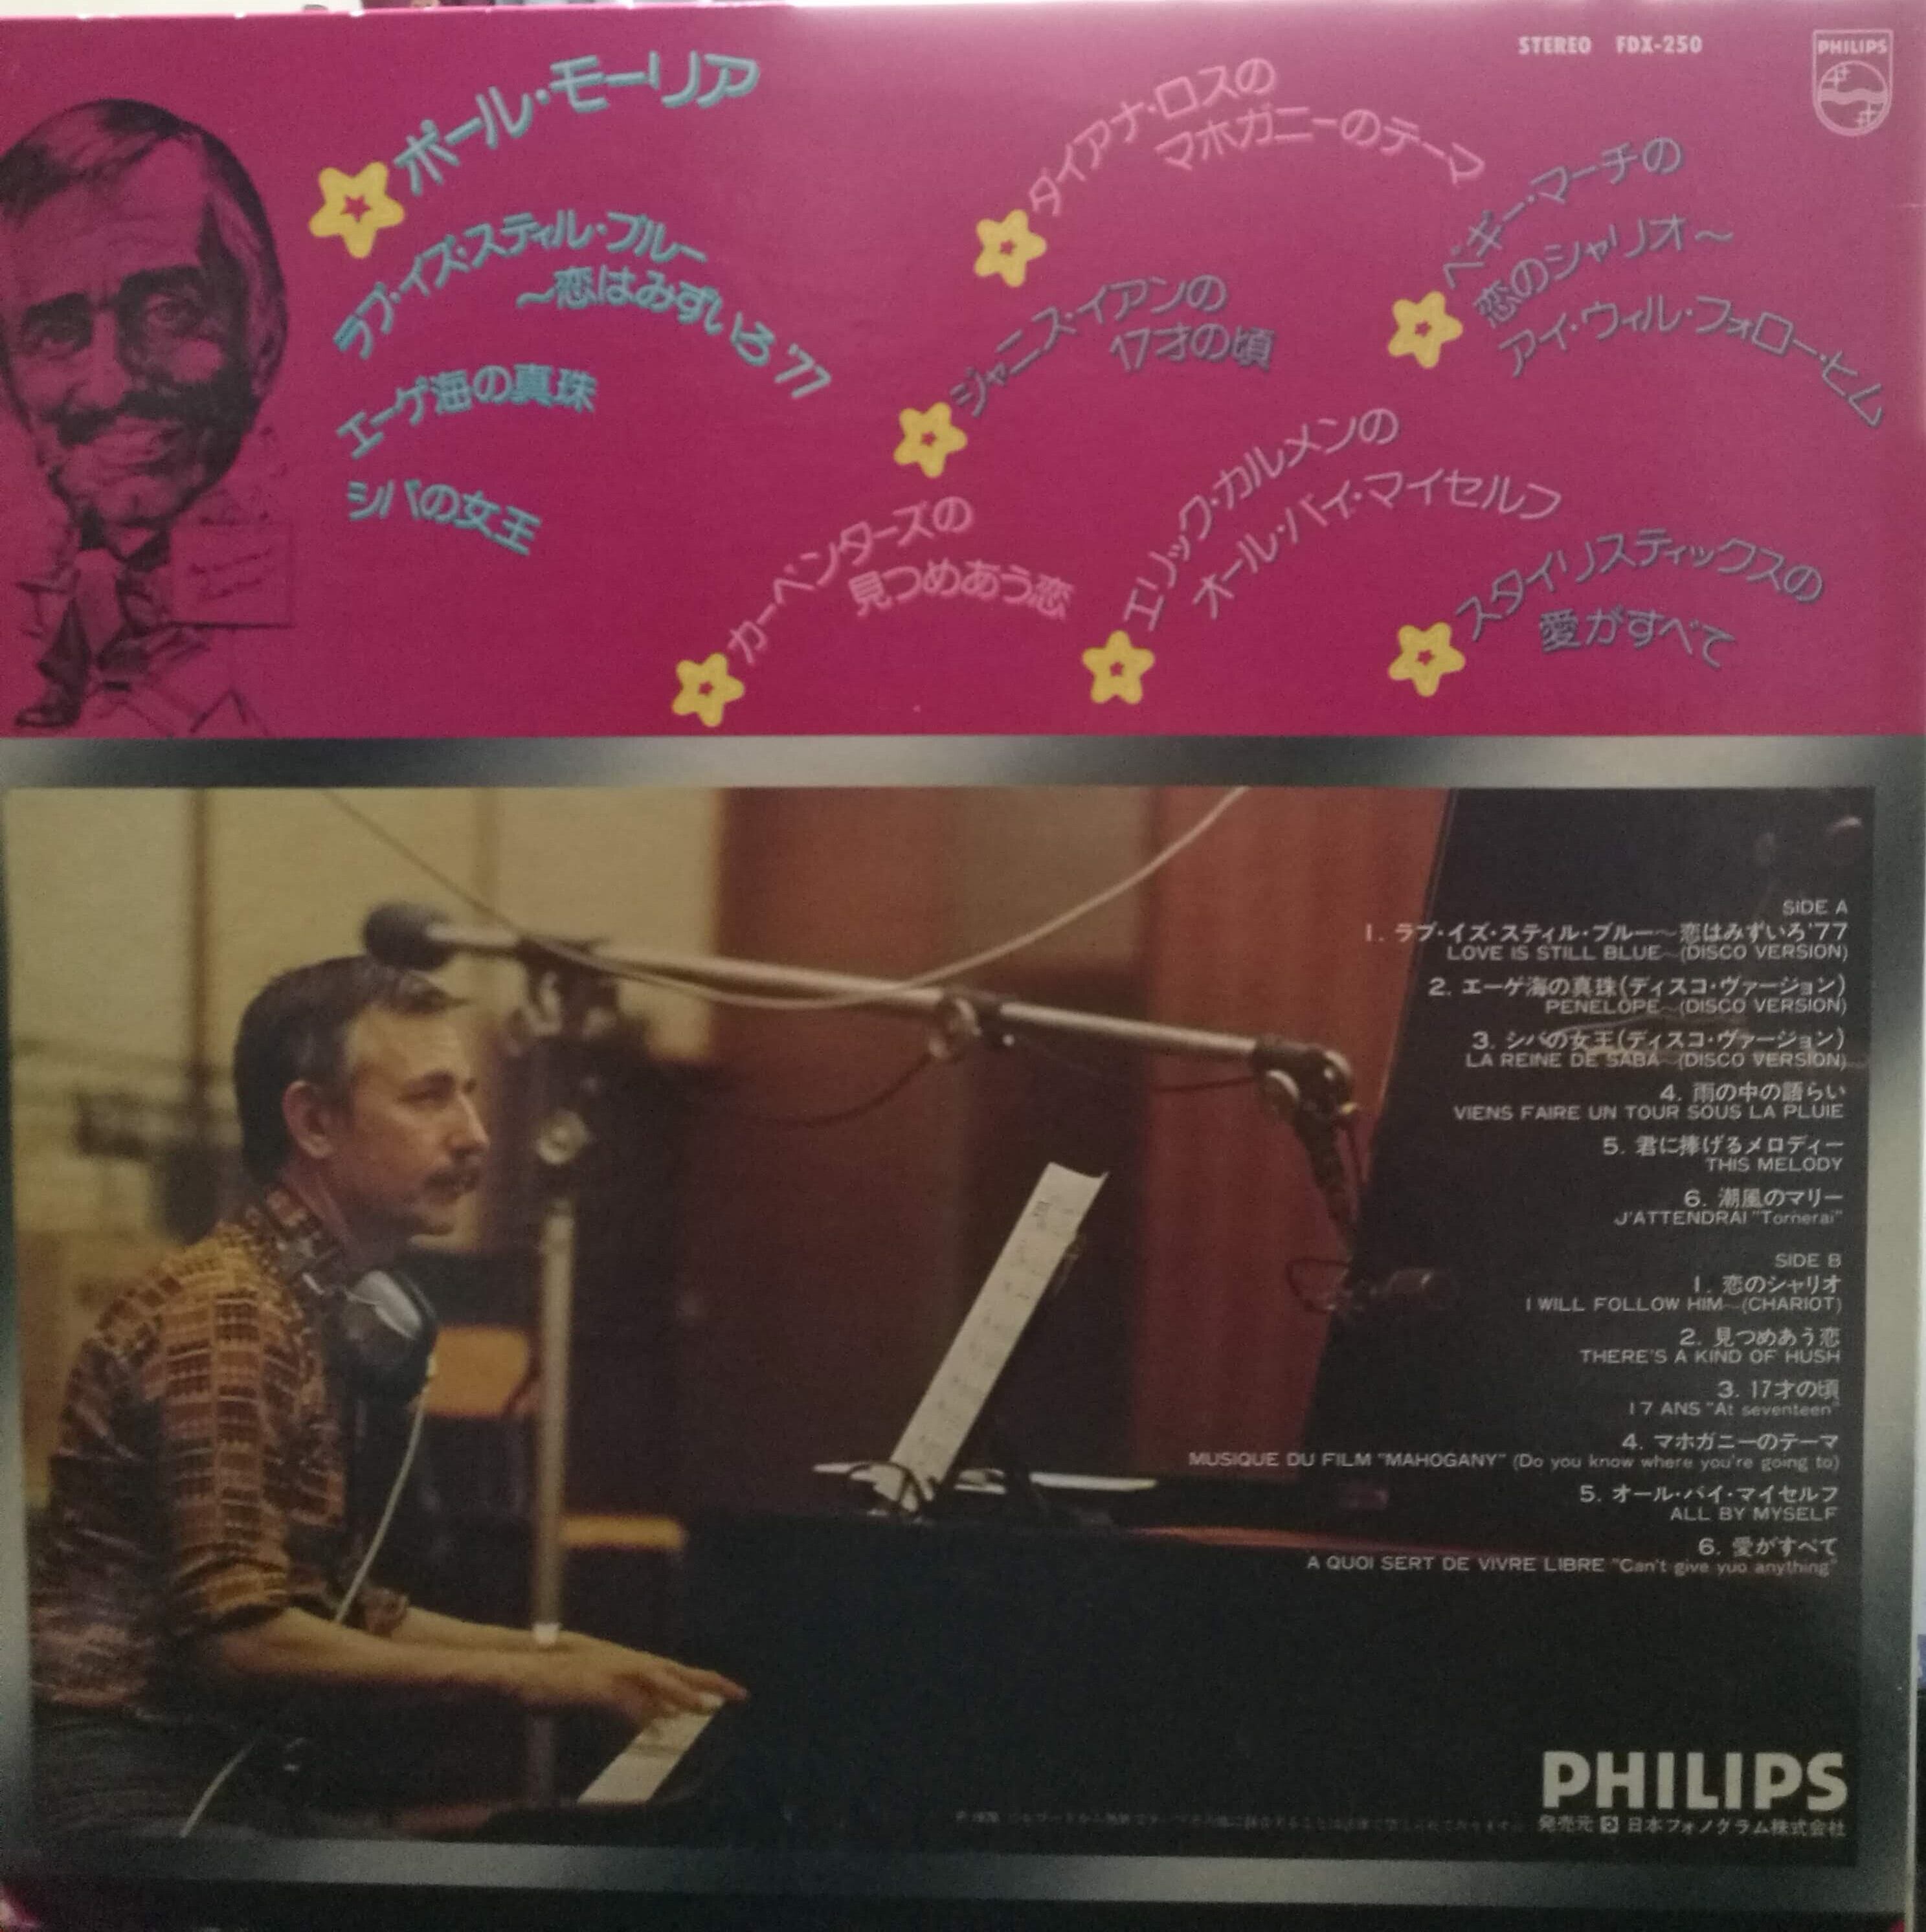 STEREO FDX-250
PHILIPS
ポール・モーリア
ラブ・イズ・スティル・ブルー
〜恋はみずいろ'77
エーゲ海の真珠
シバの女王
ダイアナ・ロスの
マホガニーのテーマ
ペギー・マーチの
恋のシャリオ〜
アイ・ウィル・フォロー・ヒム
ジャニス・イアンの
17才の頃
カーペンターズの
見つめあう恋
エリック・カルメンの
オール・バイ・マイセルフ
スタイリスティックスの
愛がすべて
SIDE A
1. ラブ・イズ・スティル・ブルー〜恋はみずいろ'77
LOVE IS STILL BLUE〜(DISCO VERSION)
2. エーゲ海の真珠(ディスコ・ヴァージョン)
PENELOPE〜(DISCO VERSION)
3. シバの女王(ディスコ・ヴァージョン)
LA REINE DE SABA〜(DISCO VERSION)
4. 雨の中の語らい
VIENS FAIRE UN TOUR SOUS LA PLUIE
5. 君に捧げるメロディー
THIS MELODY
6. 潮風のマリー
J'ATTENDRAI "Tornerai"
SIDE B
1. 恋のシャリオ
I WILL FOLLOW HIM〜(CHARIOT)
2. 見つめあう恋
THERE'S A KIND OF HUSH
3. 17才の頃
17 ANS "At seventeen"
4. マホガニーのテーマ
MUSIQUE DU FILM "MAHOGANY" (Do you know where you're going to)
5. オール・バイ・マイセルフ
ALL BY MYSELF
6. 愛がすべて
A QUOI SERT DE VIVRE LIBRE "Can't give yuo anything"
PHILIPS
発売元 日本フォノグラム株式会社